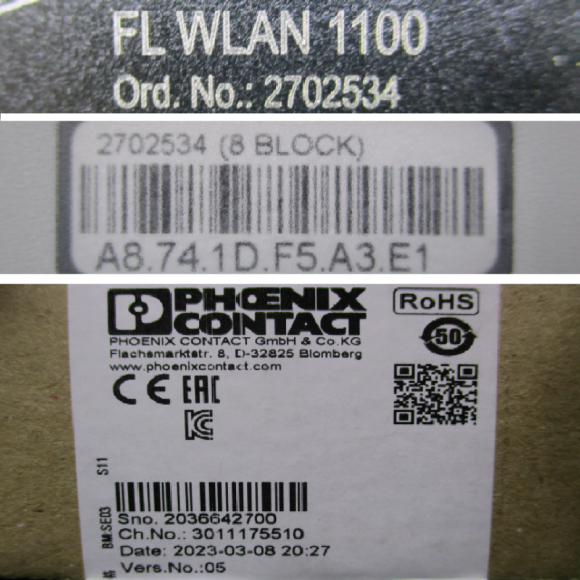 FL WLAN 1100
Ord. No.: 2702534
2702534 (8 BLOCK)
A8.74.1D.F5.A3.E1
PHŒNIX
CONTACT
RoHS
50
PHOENIX CONTACT GmbH & Co.KG
Flachsmarktstr. 8, D-32825 Blomberg
www.phoenixcontact.com
CE EAC
KC
S11
BM:SE03
Sno. 2036642700
Ch.No.: 3011175510
Date: 2023-03-08 20:27
Vers.No.:05